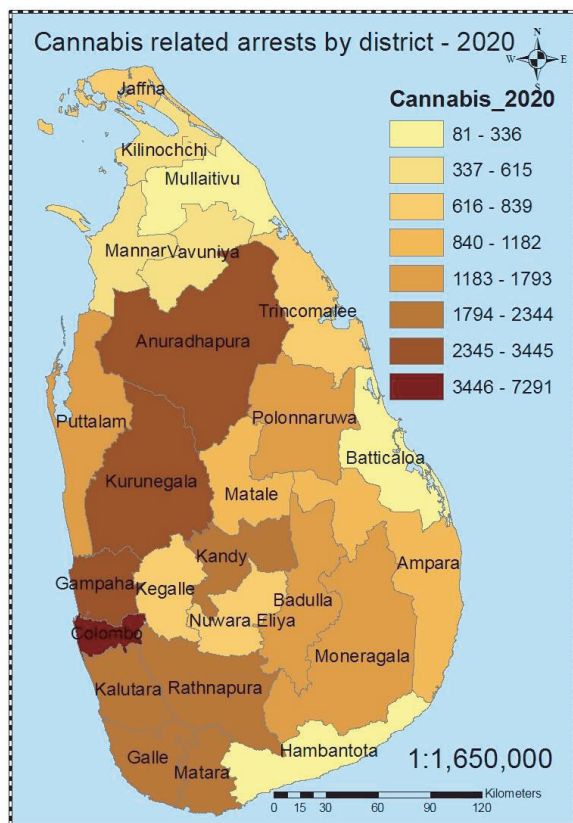 Cannabis related arrests by district - 2020
N
W E
S
Cannabis_2020
81 - 336
337 - 615
616 - 839
840 - 1182
1183 - 1793
1794 - 2344
2345 - 3445
3446 - 7291
Jaffna
Kilinochchi
Mullaitivu
Mannar
Vavuniya
Trincomalee
Anuradhapura
Puttalam
Polonnaruwa
Batticaloa
Kurunegala
Matale
Kandy
Ampara
Gampaha
Kegalle
Badulla
Nuwara Eliya
Colombo
Moneragala
Kalutara
Rathnapura
Hambantota
Galle
Matara
1:1,650,000
Kilometers
0 15 30 60 90 120